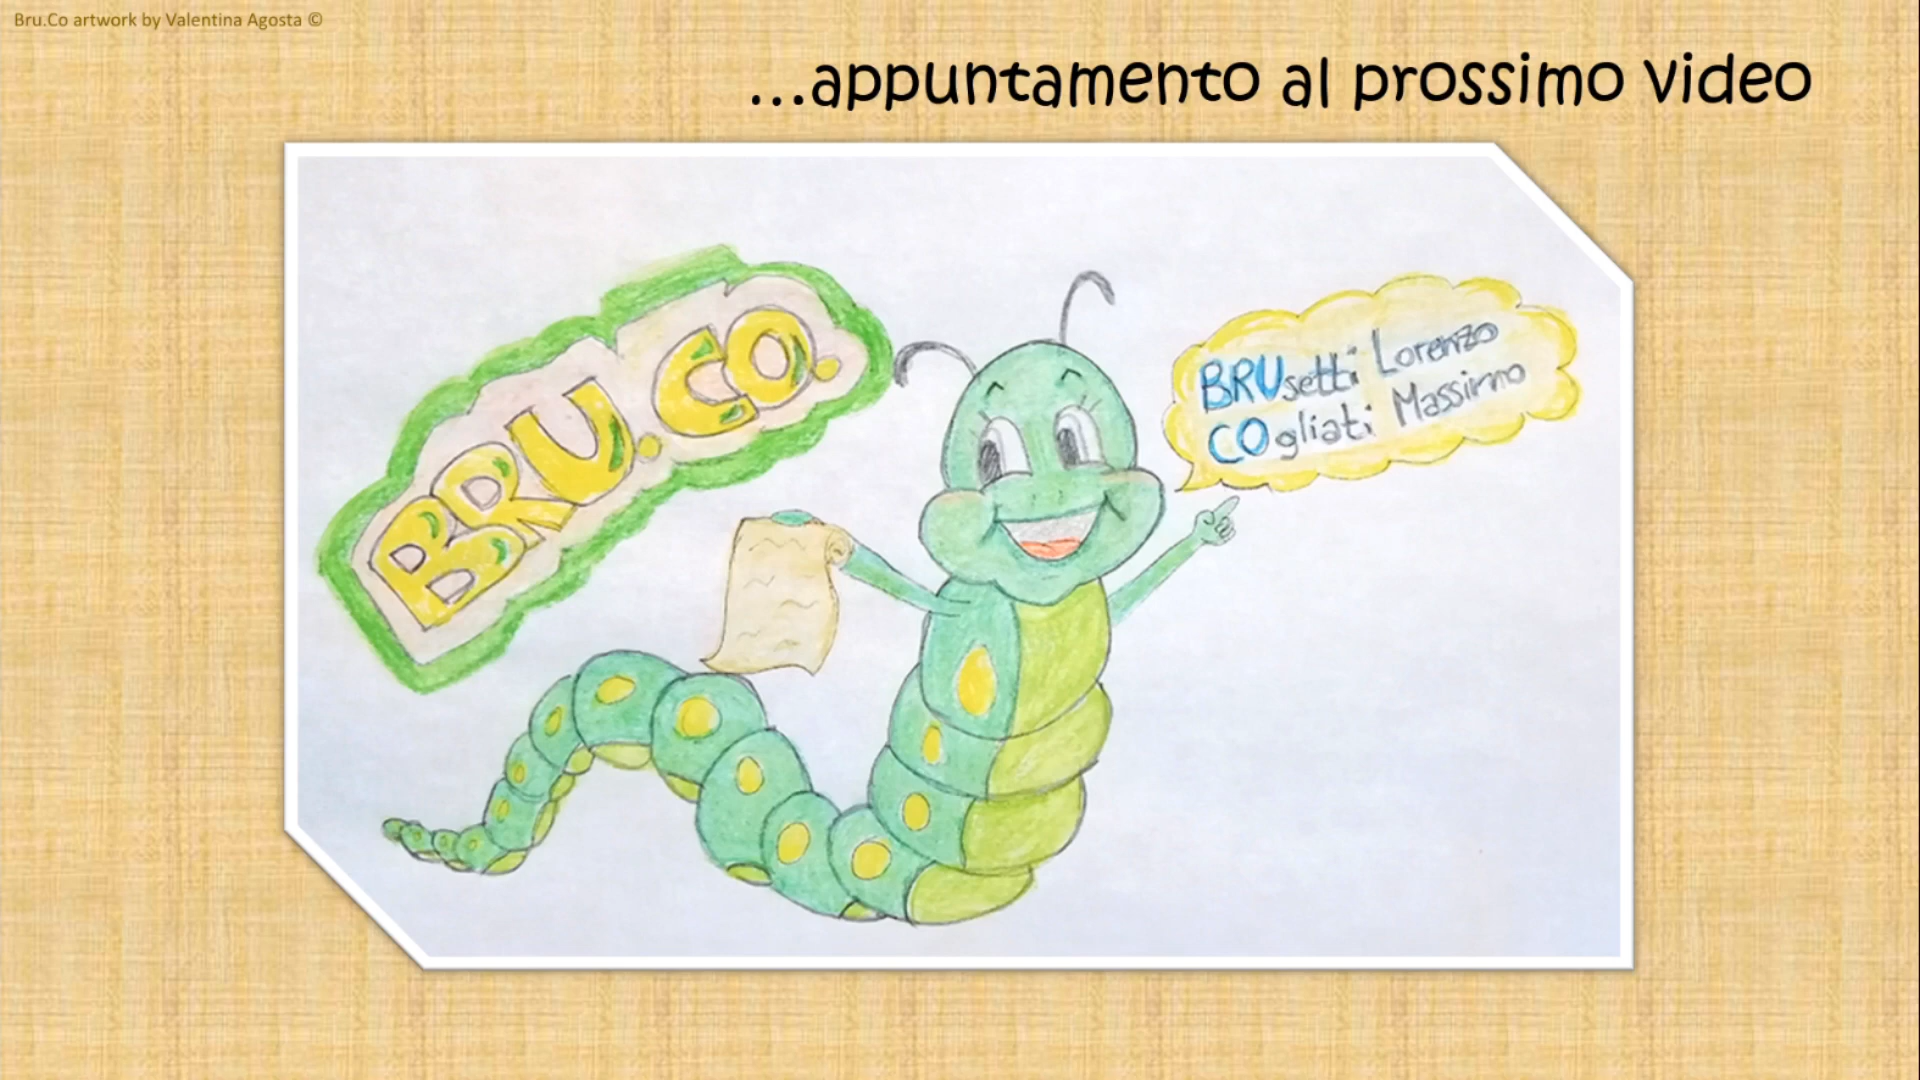 Bru.Co artwork by Valentina Agosta ©
...appuntamento al prossimo video
BRU.CO.
BRUsetti Lorenzo
COgliati Massimo